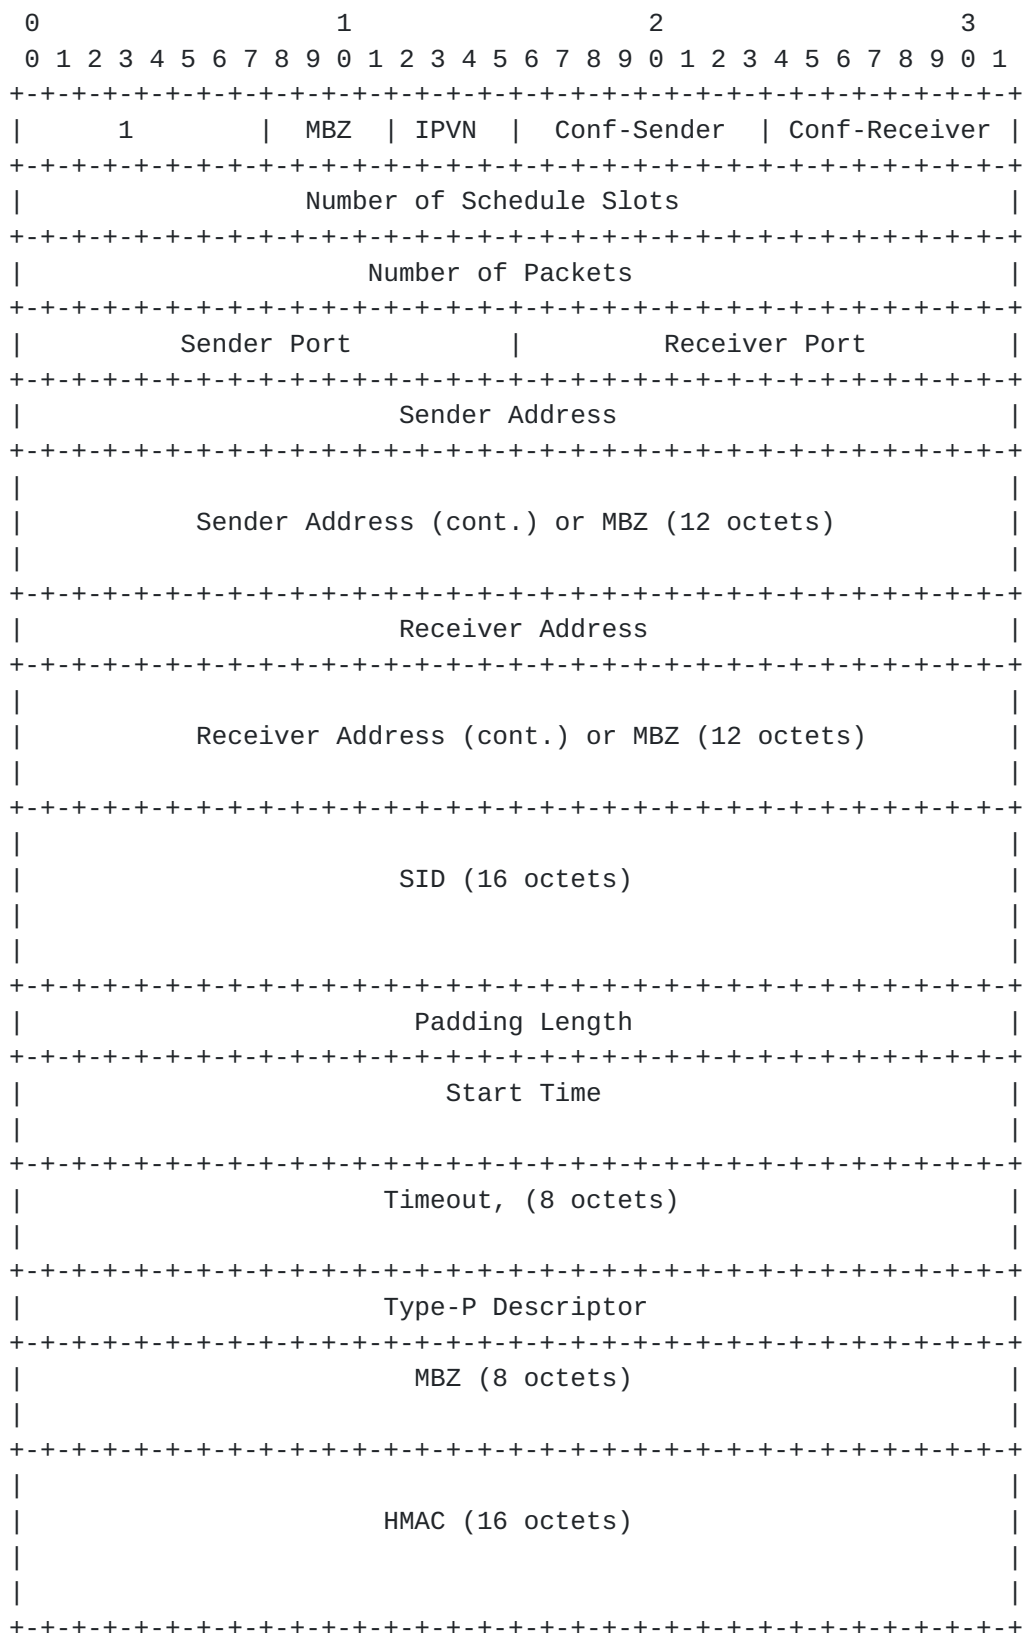 0                   1                   2                   3
 0 1 2 3 4 5 6 7 8 9 0 1 2 3 4 5 6 7 8 9 0 1 2 3 4 5 6 7 8 9 0 1
+-+-+-+-+-+-+-+-+-+-+-+-+-+-+-+-+-+-+-+-+-+-+-+-+-+-+-+-+-+-+-+-+
|      1        |  MBZ  | IPVN  |  Conf-Sender  | Conf-Receiver |
+-+-+-+-+-+-+-+-+-+-+-+-+-+-+-+-+-+-+-+-+-+-+-+-+-+-+-+-+-+-+-+-+
|                  Number of Schedule Slots                     |
+-+-+-+-+-+-+-+-+-+-+-+-+-+-+-+-+-+-+-+-+-+-+-+-+-+-+-+-+-+-+-+-+
|                      Number of Packets                        |
+-+-+-+-+-+-+-+-+-+-+-+-+-+-+-+-+-+-+-+-+-+-+-+-+-+-+-+-+-+-+-+-+
|          Sender Port          |         Receiver Port         |
+-+-+-+-+-+-+-+-+-+-+-+-+-+-+-+-+-+-+-+-+-+-+-+-+-+-+-+-+-+-+-+-+
|                        Sender Address                         |
+-+-+-+-+-+-+-+-+-+-+-+-+-+-+-+-+-+-+-+-+-+-+-+-+-+-+-+-+-+-+-+-+
|                                                               |
|           Sender Address (cont.) or MBZ (12 octets)           |
|                                                               |
+-+-+-+-+-+-+-+-+-+-+-+-+-+-+-+-+-+-+-+-+-+-+-+-+-+-+-+-+-+-+-+-+
|                        Receiver Address                       |
+-+-+-+-+-+-+-+-+-+-+-+-+-+-+-+-+-+-+-+-+-+-+-+-+-+-+-+-+-+-+-+-+
|                                                               |
|           Receiver Address (cont.) or MBZ (12 octets)         |
|                                                               |
+-+-+-+-+-+-+-+-+-+-+-+-+-+-+-+-+-+-+-+-+-+-+-+-+-+-+-+-+-+-+-+-+
|                                                               |
|                        SID (16 octets)                        |
|                                                               |
|                                                               |
+-+-+-+-+-+-+-+-+-+-+-+-+-+-+-+-+-+-+-+-+-+-+-+-+-+-+-+-+-+-+-+-+
|                         Padding Length                        |
+-+-+-+-+-+-+-+-+-+-+-+-+-+-+-+-+-+-+-+-+-+-+-+-+-+-+-+-+-+-+-+-+
|                           Start Time                          |
|                                                               |
+-+-+-+-+-+-+-+-+-+-+-+-+-+-+-+-+-+-+-+-+-+-+-+-+-+-+-+-+-+-+-+-+
|                       Timeout, (8 octets)                     |
|                                                               |
+-+-+-+-+-+-+-+-+-+-+-+-+-+-+-+-+-+-+-+-+-+-+-+-+-+-+-+-+-+-+-+-+
|                       Type-P Descriptor                       |
+-+-+-+-+-+-+-+-+-+-+-+-+-+-+-+-+-+-+-+-+-+-+-+-+-+-+-+-+-+-+-+-+
|                         MBZ (8 octets)                        |
|                                                               |
+-+-+-+-+-+-+-+-+-+-+-+-+-+-+-+-+-+-+-+-+-+-+-+-+-+-+-+-+-+-+-+-+
|                                                               |
|                       HMAC (16 octets)                        |
|                                                               |
|                                                               |
+-+-+-+-+-+-+-+-+-+-+-+-+-+-+-+-+-+-+-+-+-+-+-+-+-+-+-+-+-+-+-+-+